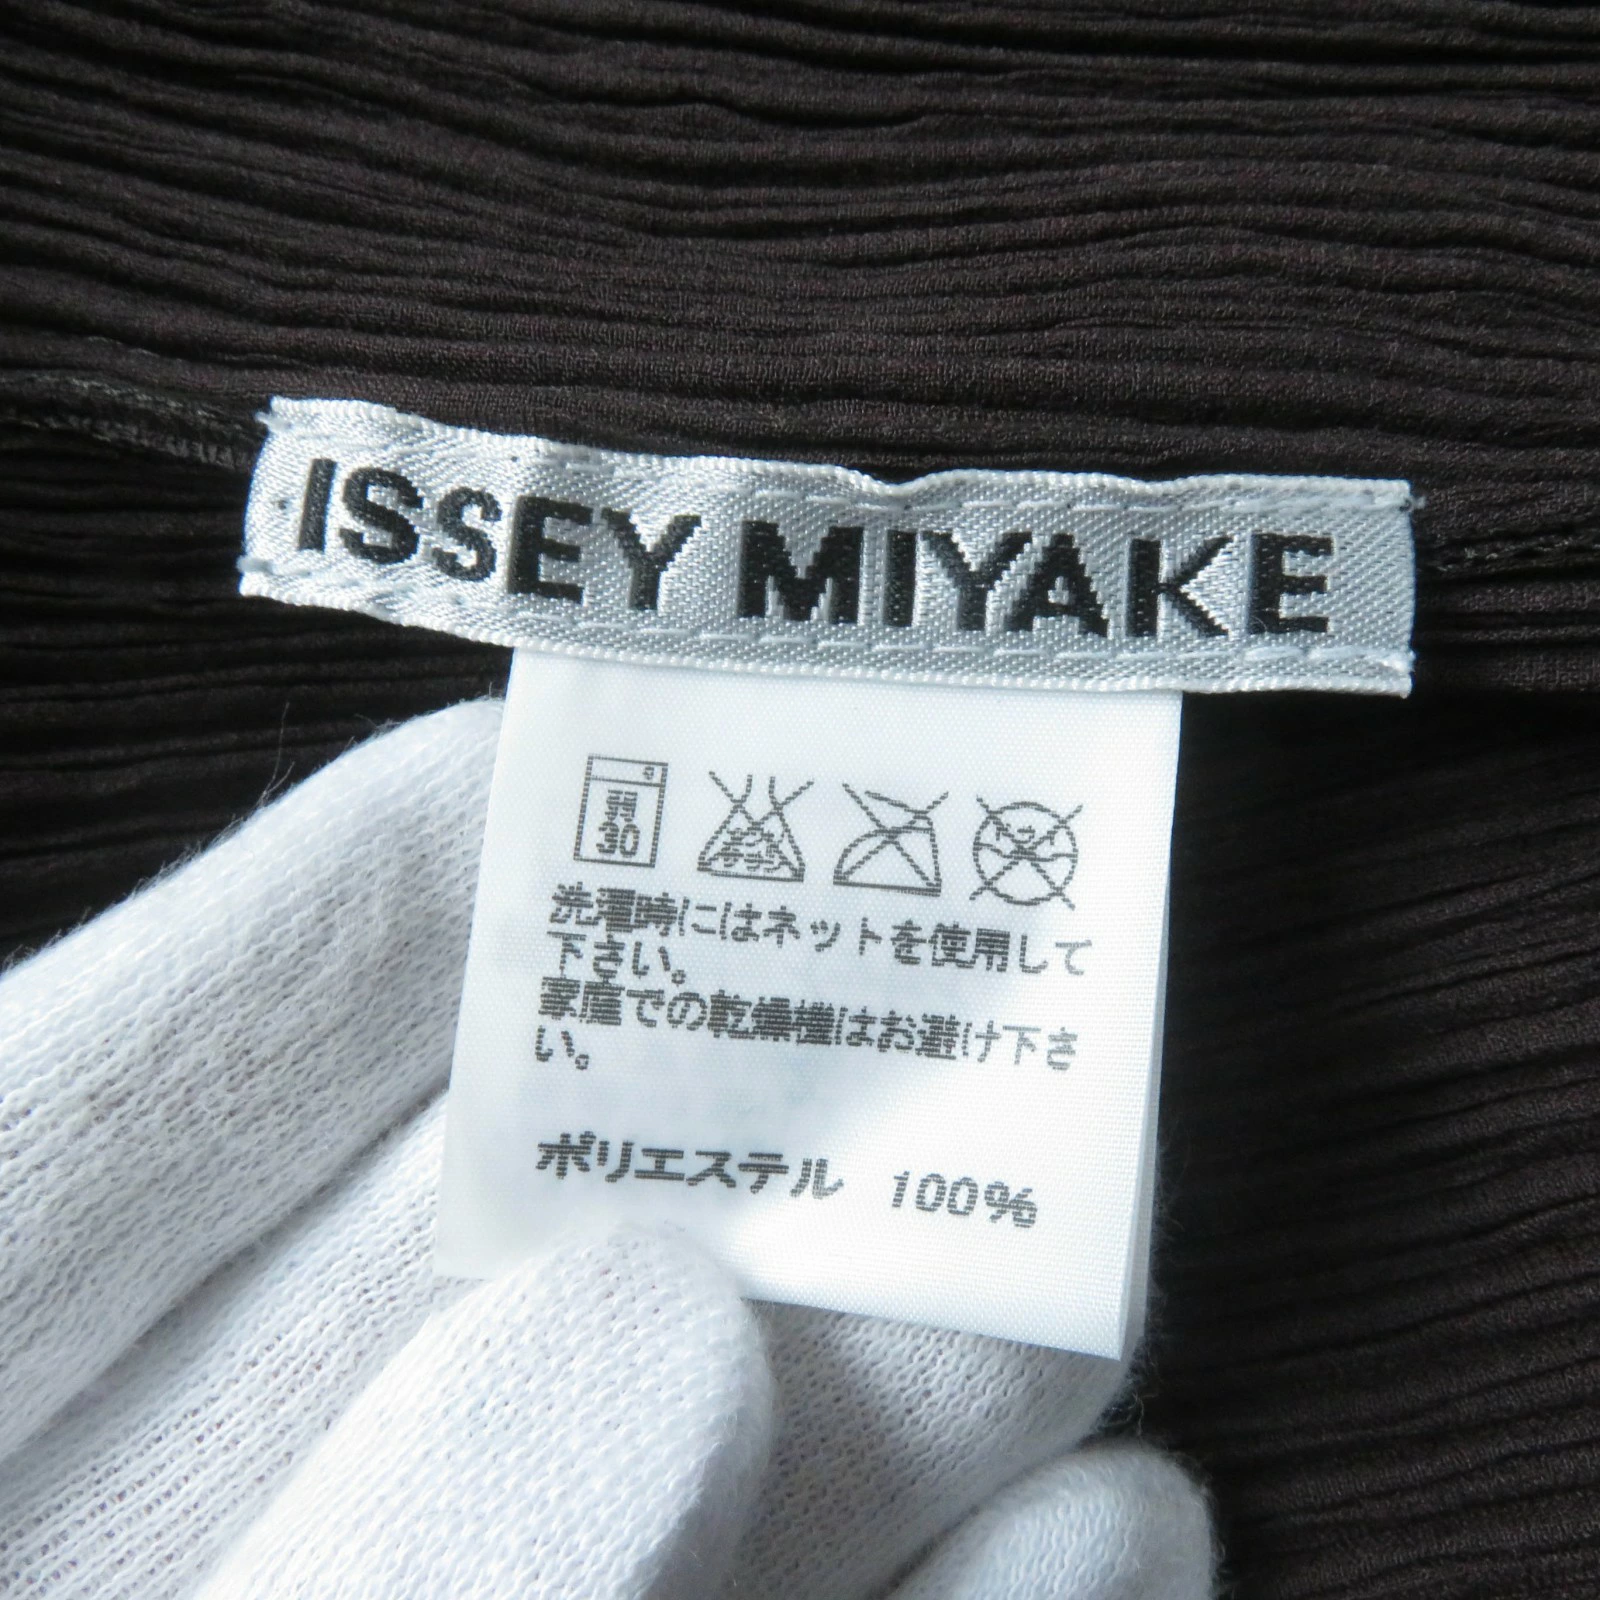 ISSEY MIYAKE
弱
30
洗濯時にはネットを使用して
下さい。
家庭での乾燥機はお避け下さ
い。
ポリエステル 100%